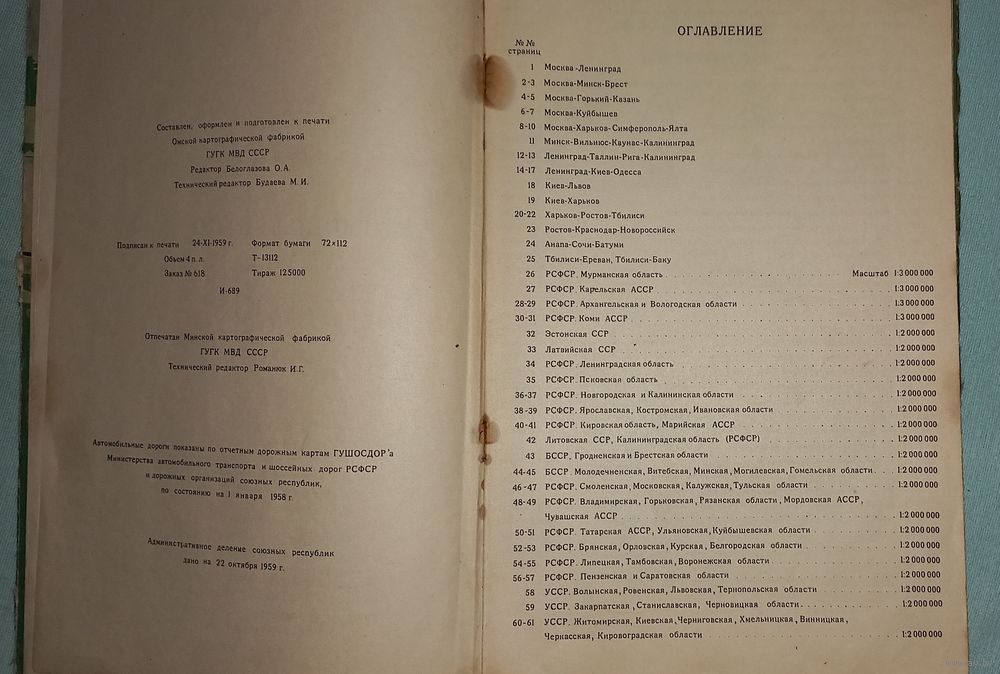 Составлен, оформлен и подготовлен к печати
Омской картографической фабрикой
ГУГК МВД СССР
Редактор Белоглазова О.А.
Технический редактор Будаева М. И.
Подписан к печати 24-XI-1959 г. Формат бумаги 72×112
Объем 4 п. л. Т-13112
Заказ № 618 Тираж 125000
И-689
Отпечатан Минской картографической фабрикой
ГУГК МВД СССР
Технический редактор Романюк И.Г.
Автомобильные дороги показаны по отчетным дорожным картам ГУШОСДОР'а
Министерства автомобильного транспорта и шоссейных дорог РСФСР
и дорожных организаций союзных республик,
по состоянию на 1 января 1958 г.
Административное деление союзных республик
дано на 22 октября 1959 г.
ОГЛАВЛЕНИЕ
№№
страниц
1 Москва-Ленинград
2-3 Москва-Минск-Брест
4-5 Москва-Горький-Казань
6-7 Москва-Куйбышев
8-10 Москва-Харьков-Симферополь-Ялта
11 Минск-Вильнюс-Каунас-Калининград
12-13 Ленинград-Таллин-Рига-Калининград
14-17 Ленинград-Киев-Одесса
18 Киев-Львов
19 Киев-Харьков
20-22 Харьков-Ростов-Тбилиси
23 Ростов-Краснодар-Новороссийск
24 Анапа-Сочи-Батуми
25 Тбилиси-Ереван, Тбилиси-Баку
26 РСФСР. Мурманская область Масштаб 1:3 000 000
27 РСФСР. Карельская АССР 1:3 000 000
28-29 РСФСР. Архангельская и Вологодская области 1:3 000 000
30-31 РСФСР. Коми АССР 1:3 000 000
32 Эстонская ССР 1:2 000 000
33 Латвийская ССР 1:2 000 000
34 РСФСР. Ленинградская область 1:2 000 000
35 РСФСР. Псковская область 1:2 000 000
36-37 РСФСР. Новгородская и Калининская области 1:2 000 000
38-39 РСФСР. Ярославская, Костромская, Ивановская области 1:2 000 000
40-41 РСФСР. Кировская область, Марийская АССР 1:2 000 000
42 Литовская ССР, Калининградская область (РСФСР) 1:2 000 000
43 БССР. Гродненская и Брестская области 1:2 000 000
44-45 БССР. Молодечненская, Витебская, Минская, Могилевская, Гомельская области. 1:2 000 000
46-47 РСФСР. Смоленская, Московская, Калужская, Тульская области 1:2 000 000
48-49 РСФСР. Владимирская, Горьковская, Рязанская области, Мордовская АССР,
Чувашская АССР 1:2 000 000
50-51 РСФСР. Татарская АССР, Ульяновская, Куйбышевская области 1:2 000 000
52-53 РСФСР. Брянская, Орловская, Курская, Белгородская области 1:2 000 000
54-55 РСФСР. Липецкая, Тамбовская, Воронежская области 1:2 000 000
56-57 РСФСР. Пензенская и Саратовская области 1:2 000 000
58 УССР. Волынская, Ровенская, Львовская, Тернопольская области 1:2 000 000
59 УССР. Закарпатская, Станиславская, Черновицкая области. 1:2 000 000
60-61 УССР. Житомирская, Киевская, Черниговская, Хмельницкая, Винницкая,
Черкасская, Кировоградская области 1:2 000 000